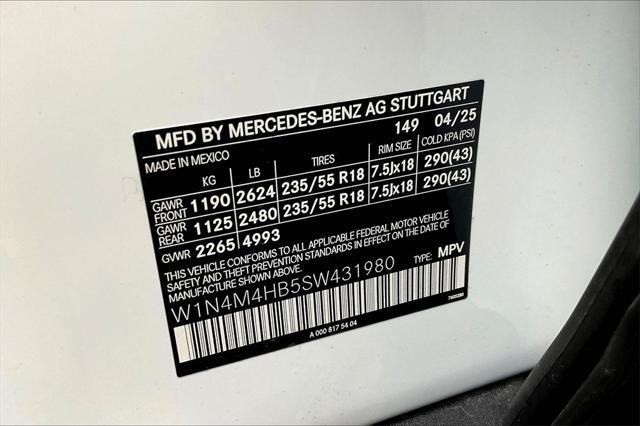 MFD BY MERCEDES-BENZ AG STUTTGART
MADE IN MEXICO 149 04/25
KG LB TIRES RIM SIZE COLD KPA(PSI)
GAWR FRONT 1190 2624 235/55 R18 7.5Jx18 290(43)
GAWR REAR 1125 2480 235/55 R18 7.5Jx18 290(43)
GVWR 2265 4993
THIS VEHICLE CONFORMS TO ALL APPLICABLE FEDERAL MOTOR VEHICLE
SAFETY AND THEFT PREVENTION STANDARDS IN EFFECT ON THE DATE OF
MANUFACTURE SHOWN ABOVE.
W1N4M4HB5SW431980 TYPE: MPV
A 000 817 54 04